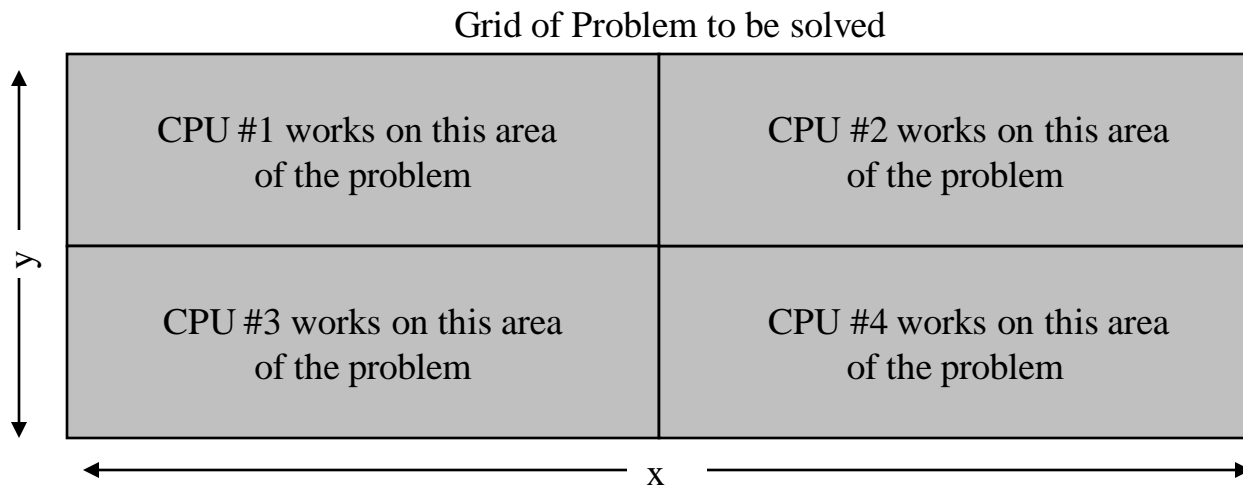 Grid of Problem to be solved
CPU #1 works on this area
of the problem
CPU #2 works on this area
of the problem
y
CPU #3 works on this area
of the problem
CPU #4 works on this area
of the problem
x